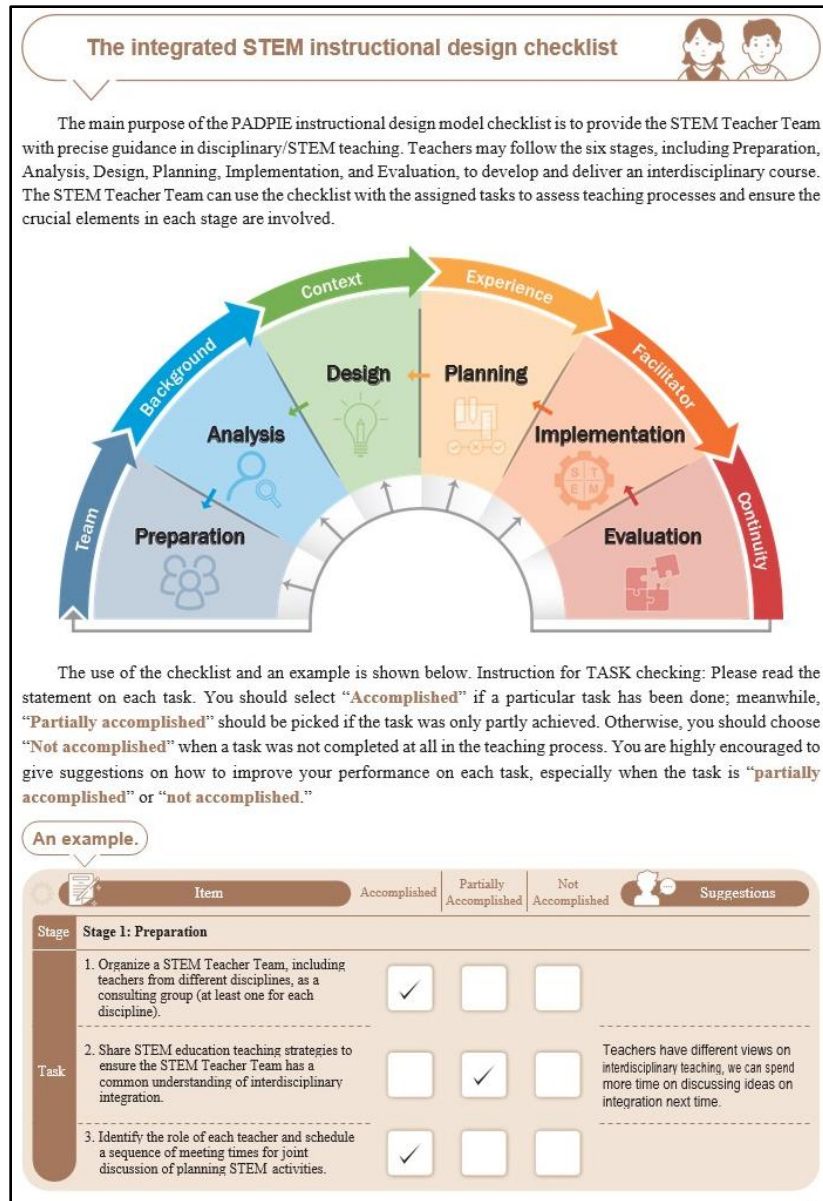 The integrated STEM instructional design checklist
The main purpose of the PADPIE instructional design model checklist is to provide the STEM Teacher Team
with precise guidance in disciplinary/STEM teaching. Teachers may follow the six stages, including Preparation,
Analysis, Design, Planning, Implementation, and Evaluation, to develop and deliver an interdisciplinary course.
The STEM Teacher Team can use the checklist with the assigned tasks to assess teaching processes and ensure the
crucial elements in each stage are involved.
Team
Background
Context
Experience
Facilitator
Continuity
Preparation
Analysis
Design
Planning
Implementation
S T
E M
Evaluation
The use of the checklist and an example is shown below. Instruction for TASK checking: Please read the
statement on each task. You should select “Accomplished” if a particular task has been done; meanwhile,
“Partially accomplished” should be picked if the task was only partly achieved. Otherwise, you should choose
“Not accomplished” when a task was not completed at all in the teaching process. You are highly encouraged to
give suggestions on how to improve your performance on each task, especially when the task is “partially
accomplished” or “not accomplished.”
An example.
Item
Accomplished
Partially
Accomplished
Not
Accomplished
Suggestions
Stage
Stage 1: Preparation
Task
1. Organize a STEM Teacher Team, including
teachers from different disciplines, as a
consulting group (at least one for each
discipline).
2. Share STEM education teaching strategies to
ensure the STEM Teacher Team has a
common understanding of interdisciplinary
integration.
Teachers have different views on
interdisciplinary teaching, we can spend
more time on discussing ideas on
integration next time.
3. Identify the role of each teacher and schedule
a sequence of meeting times for joint
discussion of planning STEM activities.